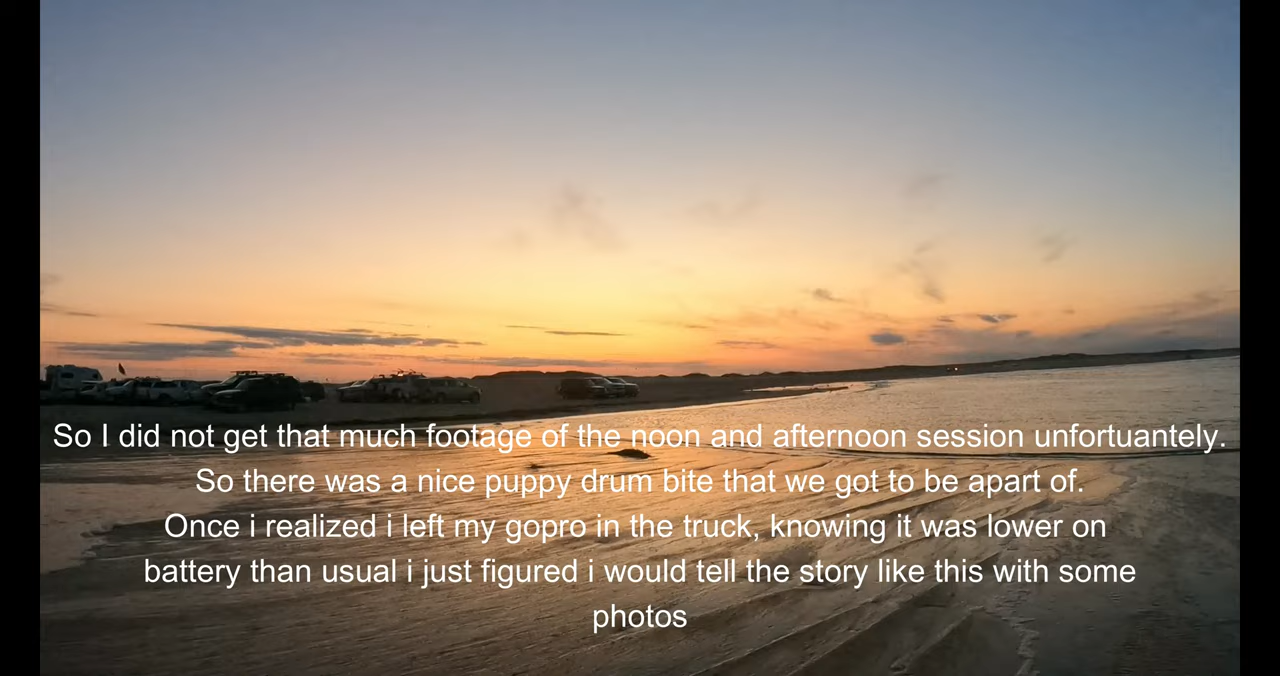 So I did not get that much footage of the noon and afternoon session unfortuantely.
So there was a nice puppy drum bite that we got to be apart of.
Once i realized i left my gopro in the truck, knowing it was lower on
battery than usual i just figured i would tell the story like this with some
photos